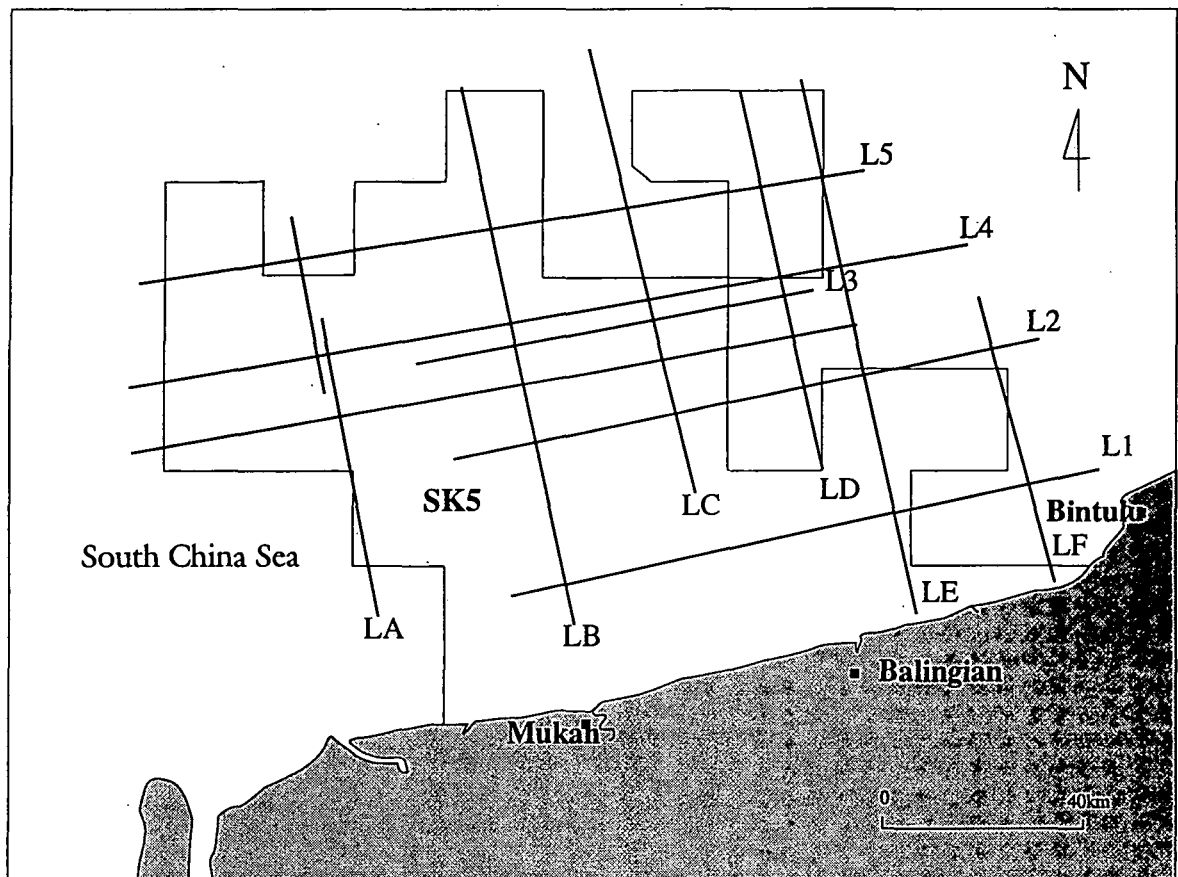 N
L5
L4
L3
L2
L1
SK5
LC
LD
Bintulu
South China Sea
LF
LE
LA
LB
Balingian
Mukah
0
40km